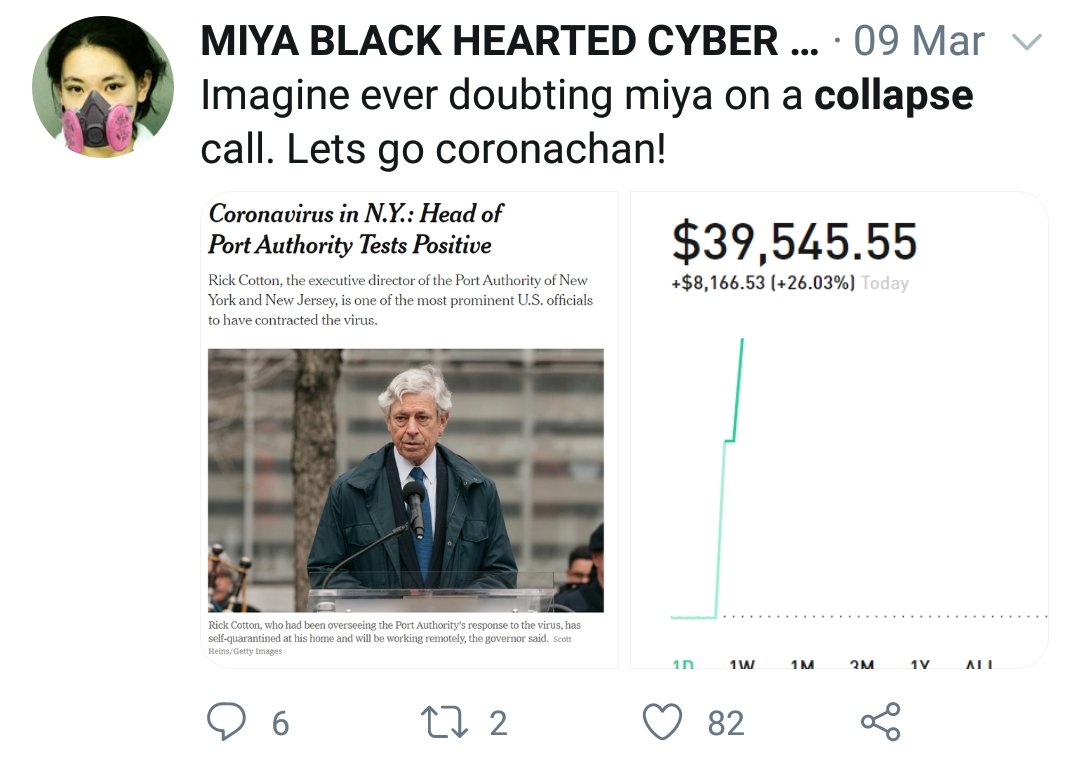 MIYA BLACK HEARTED CYBER ... · 09 Mar
Imagine ever doubting miya on a collapse
call. Lets go coronachan!
Coronavirus in N.Y.: Head of
Port Authority Tests Positive
Rick Cotton, the executive director of the Port Authority of New
York and New Jersey, is one of the most prominent U.S. officials
to have contracted the virus.
Rick Cotton, who had been overseeing the Port Authority's response to the virus, has
self-quarantined at his home and will be working remotely, the governor said. Scott
Heins/Getty Images
$39,545.55
+$8,166.53 (+26.03%) Today
1D 1W 1M 3M 1Y ALL
6 2 82